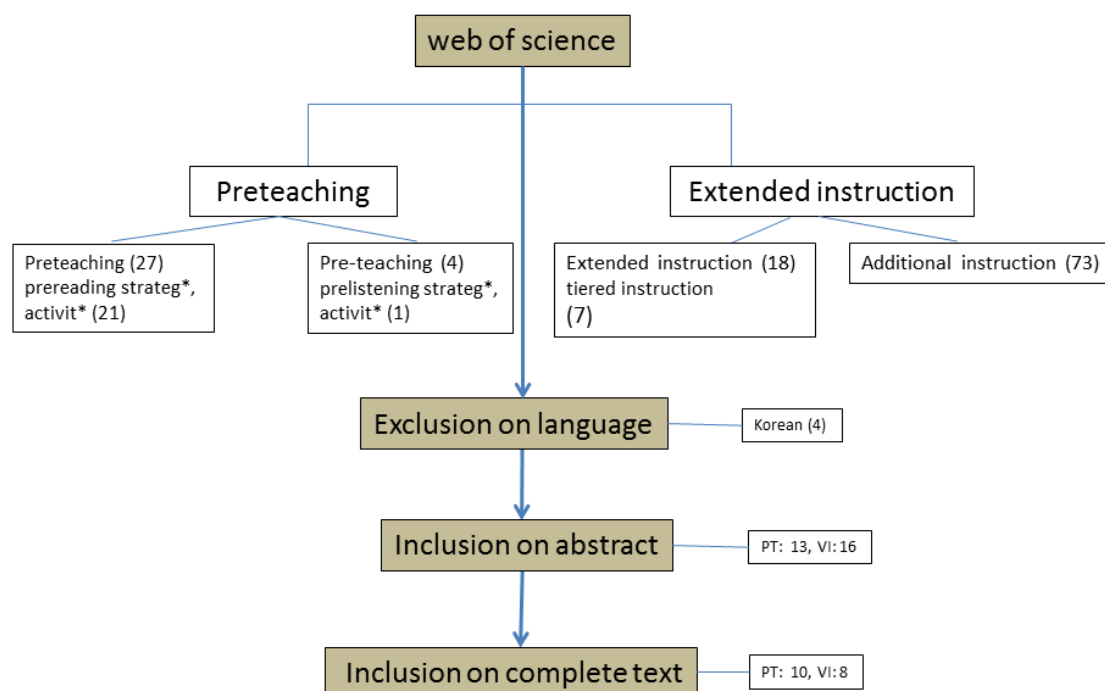 web of science
Preteaching
Extended instruction
Preteaching (27)
prereading strateg*,
activit* (21)
Pre-teaching (4)
prelistening strateg*,
activit* (1)
Extended instruction (18)
tiered instruction
(7)
Additional instruction (73)
Exclusion on language
Korean (4)
Inclusion on abstract
PT: 13, VI: 16
Inclusion on complete text
PT: 10, VI: 8